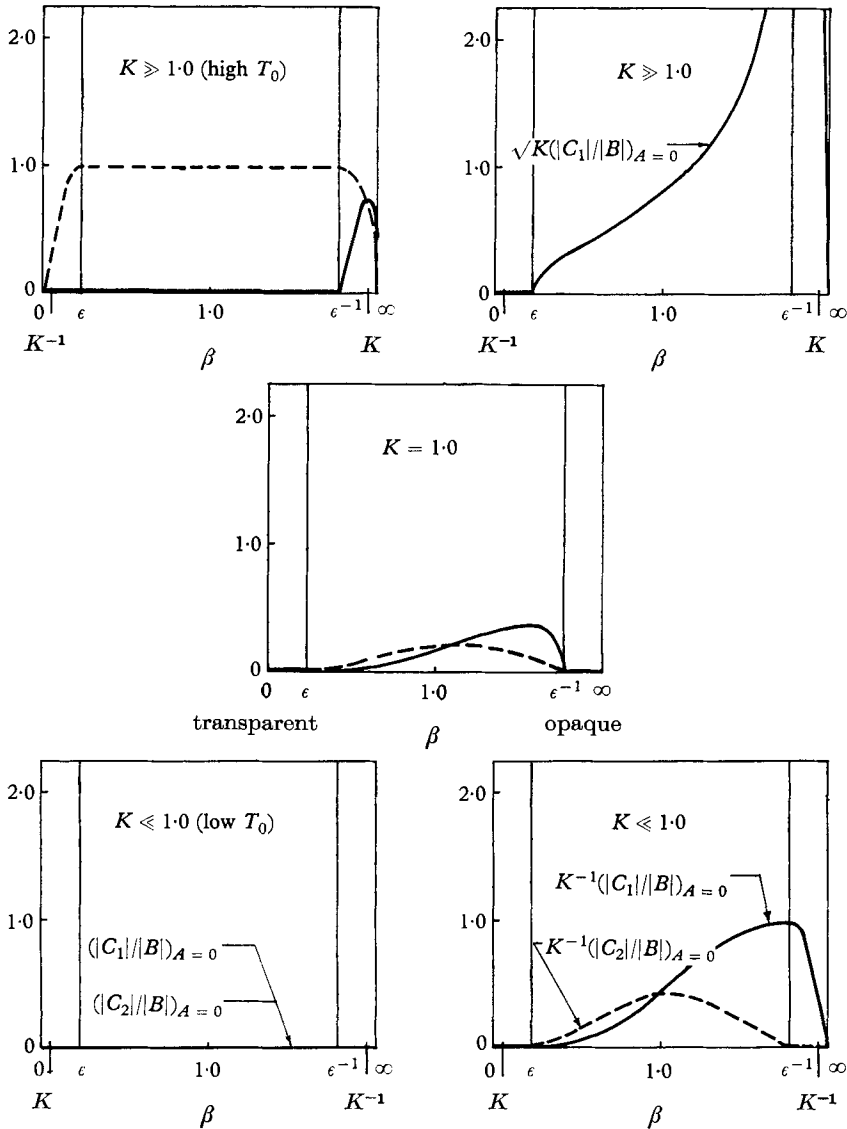 2·0
1·0
0
K ≫ 1·0 (high T₀)
0 ϵ 1·0 ϵ⁻¹ ∞
K⁻¹ β K
2·0
1·0
0
K ≫ 1·0
√K(|C₁|/|B|)_{A = 0}
0 ϵ 1·0 ϵ⁻¹ ∞
K⁻¹ β K
2·0
1·0
0
K = 1·0
0 ϵ 1·0 ϵ⁻¹ ∞
transparent β opaque
2·0
1·0
0
K ≪ 1·0 (low T₀)
(|C₁|/|B|)_{A = 0}
(|C₂|/|B|)_{A = 0}
0 ϵ 1·0 ϵ⁻¹ ∞
K β K⁻¹
2·0
1·0
0
K ≪ 1·0
K⁻¹(|C₁|/|B|)_{A = 0}
K⁻¹(|C₂|/|B|)_{A = 0}
0 ϵ 1·0 ϵ⁻¹ ∞
K β K⁻¹